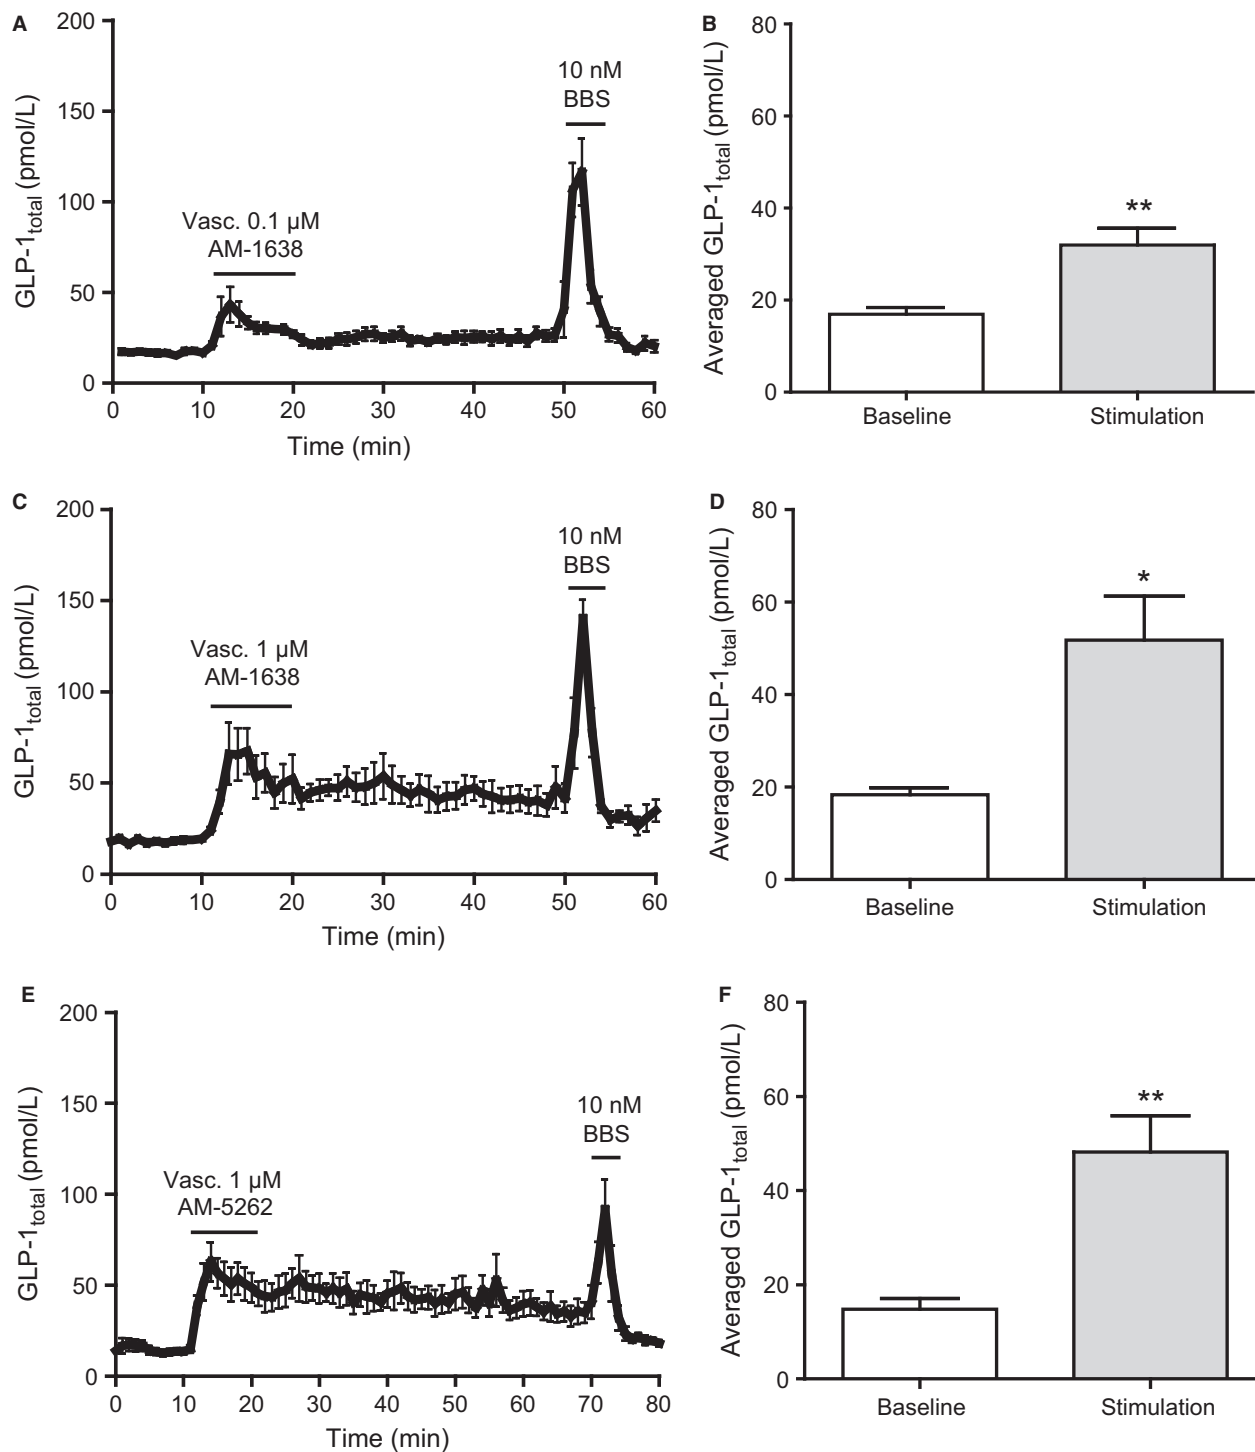 A
GLP-1total (pmol/L)
200
150
100
50
0
Vasc. 0.1 µM
AM-1638
10 nM
BBS
0 10 20 30 40 50 60
Time (min)
B
Averaged GLP-1total (pmol/L)
80
60
40
20
0
**
Baseline Stimulation
C
GLP-1total (pmol/L)
200
150
100
50
0
Vasc. 1 µM
AM-1638
10 nM
BBS
0 10 20 30 40 50 60
Time (min)
D
Averaged GLP-1total (pmol/L)
80
60
40
20
0
*
Baseline Stimulation
E
GLP-1total (pmol/L)
200
150
100
50
0
Vasc. 1 µM
AM-5262
10 nM
BBS
0 10 20 30 40 50 60 70 80
Time (min)
F
Averaged GLP-1total (pmol/L)
80
60
40
20
0
**
Baseline Stimulation